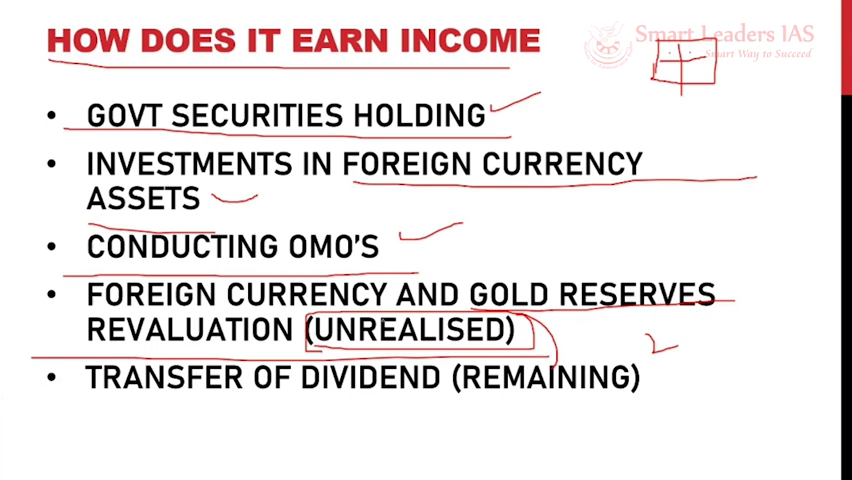 HOW DOES IT EARN INCOME
Smart Leaders IAS
Smart Way to Succeed
• GOVT SECURITIES HOLDING
• INVESTMENTS IN FOREIGN CURRENCY
ASSETS
• CONDUCTING OMO'S
• FOREIGN CURRENCY AND GOLD RESERVES
REVALUATION (UNREALISED)
• TRANSFER OF DIVIDEND (REMAINING)